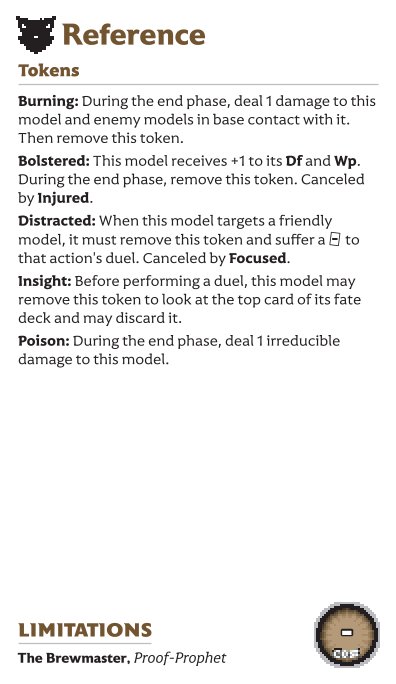 Reference
Tokens
Burning: During the end phase, deal 1 damage to this
model and enemy models in base contact with it.
Then remove this token.
Bolstered: This model receives +1 to its Df and Wp.
During the end phase, remove this token. Canceled
by Injured.
Distracted: When this model targets a friendly
model, it must remove this token and suffer a to
that action's duel. Canceled by Focused.
Insight: Before performing a duel, this model may
remove this token to look at the top card of its fate
deck and may discard it.
Poison: During the end phase, deal 1 irreducible
damage to this model.
LIMITATIONS
The Brewmaster, Proof-Prophet